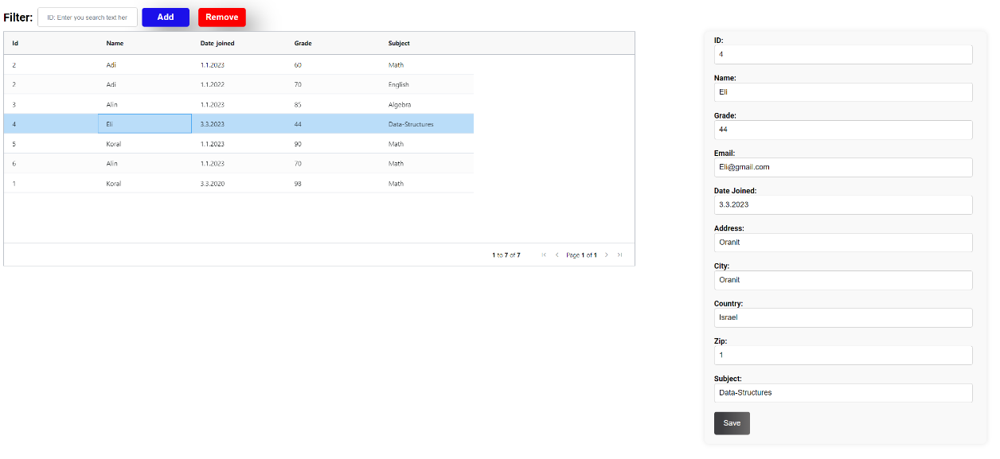 Filter: ID: Enter you search text her Add Remove
Id Name Date joined Grade Subject
2 Adi 1.1.2023 60 Math
2 Adi 1.1.2022 70 English
3 Alin 1.1.2023 85 Algebra
4 Eli 3.3.2023 44 Data-Structures
5 Koral 1.1.2023 90 Math
6 Alin 1.1.2023 70 Math
1 Koral 3.3.2020 98 Math
1 to 7 of 7 Page 1 of 1
ID:
4
Name:
Eli
Grade:
44
Email:
Eli@gmail.com
Date Joined:
3.3.2023
Address:
Oranit
City:
Oranit
Country:
Israel
Zip:
1
Subject:
Data-Structures
Save